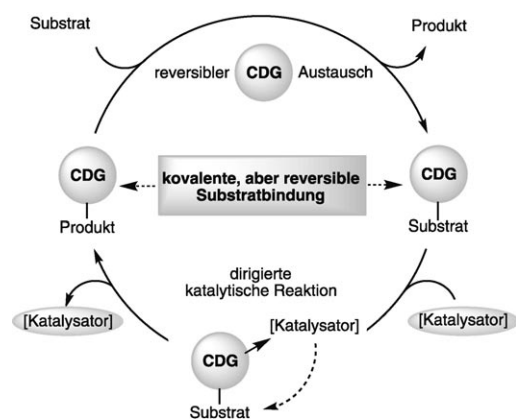 Substrat
Produkt
reversibler CDG Austausch
CDG
Produkt
kovalente, aber reversible
Substratbindung
CDG
Substrat
dirigierte
katalytische Reaktion
[Katalysator]
[Katalysator]
[Katalysator]
CDG
Substrat